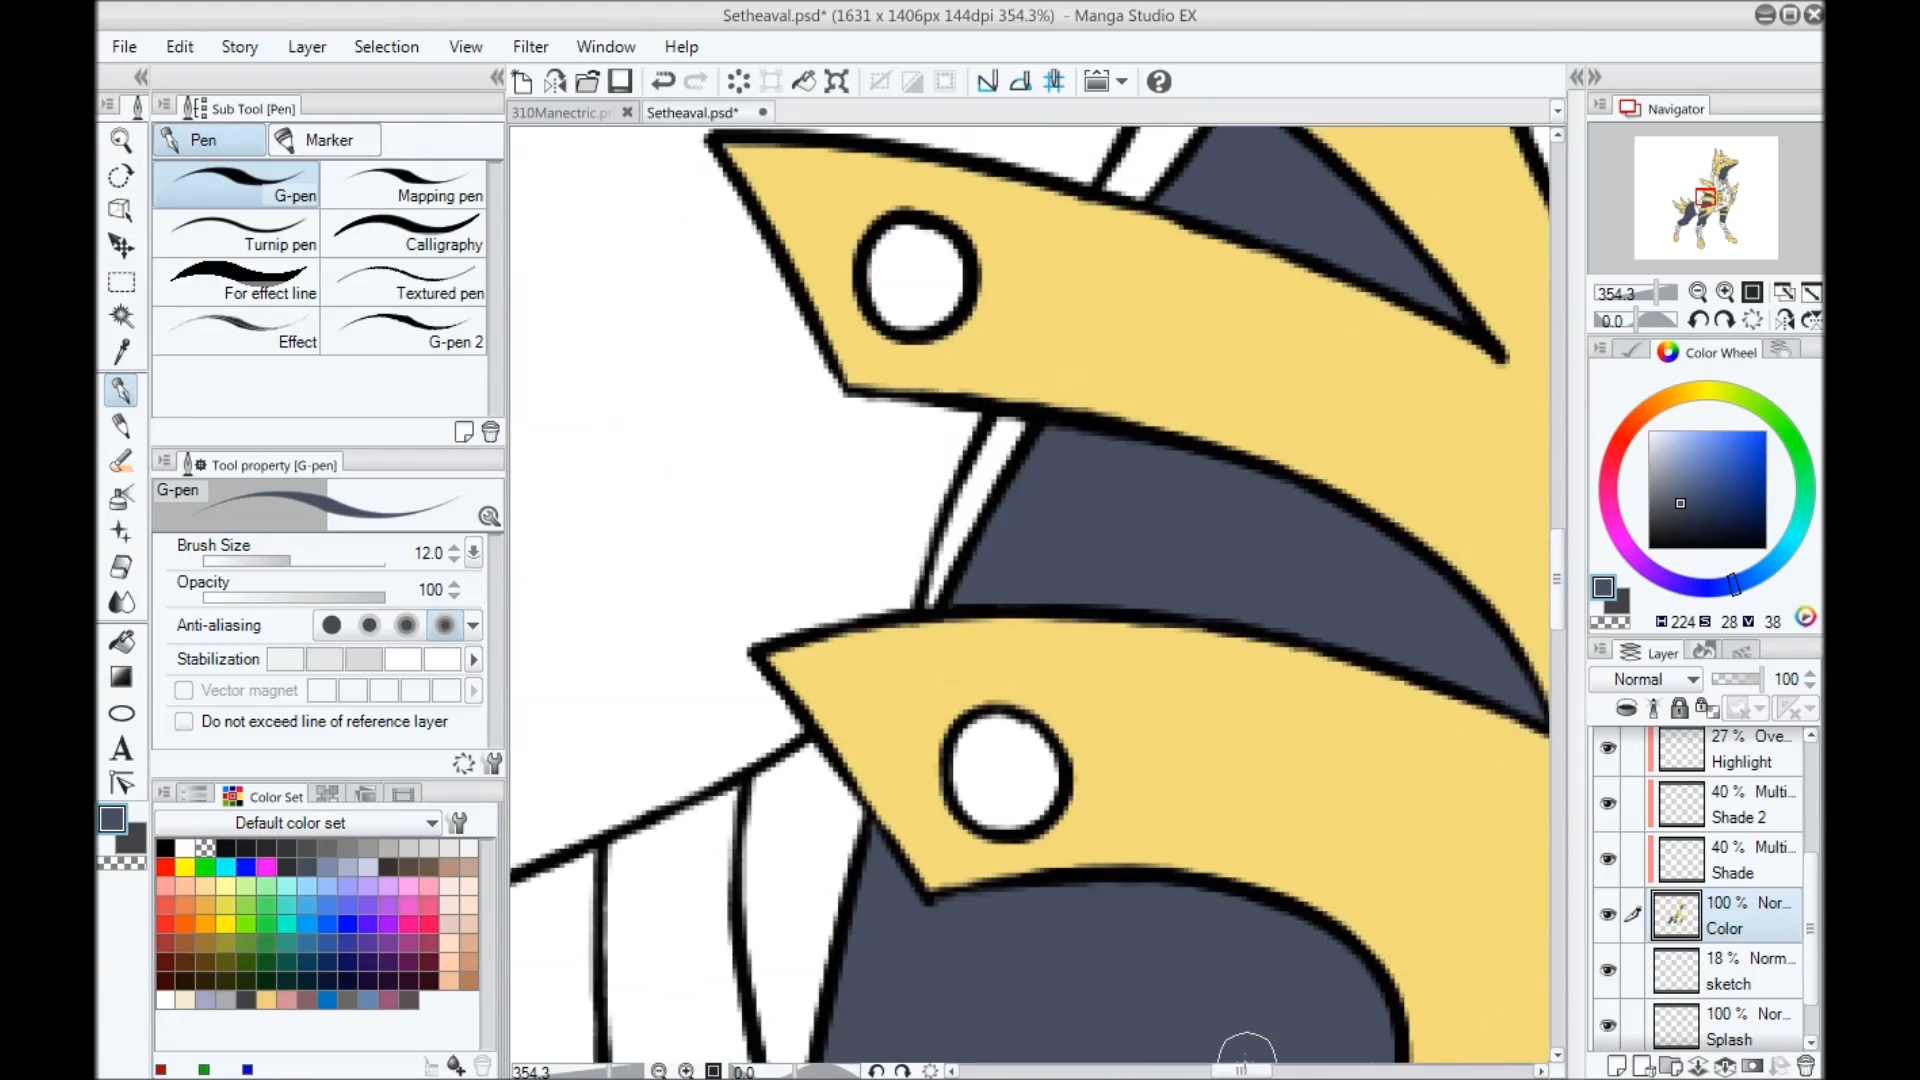 Setheaval.psd* (1631 x 1406px 144dpi 354.3%) - Manga Studio EX
File Edit Story Layer Selection View Filter Window Help
Sub Tool [Pen]
310Manectric.pr Setheaval.psd*
Navigator
Pen Marker
G-pen Mapping pen
Turnip pen Calligraphy
For effect line Textured pen
Effect G-pen 2
354.3
0.0
Color Wheel
Tool property [G-pen]
G-pen
Brush Size 12.0
Opacity 100
Anti-aliasing
Stabilization
Vector magnet
Do not exceed line of reference layer
H 224 S 28 V 38
Layer
Normal 100
27 % Ove...
Highlight
40 % Multi...
Shade 2
40 % Multi...
Shade
100 % Nor...
Color
18 % Norm...
sketch
100 % Nor...
Splash
Color Set
Default color set
A
354.3 0.0